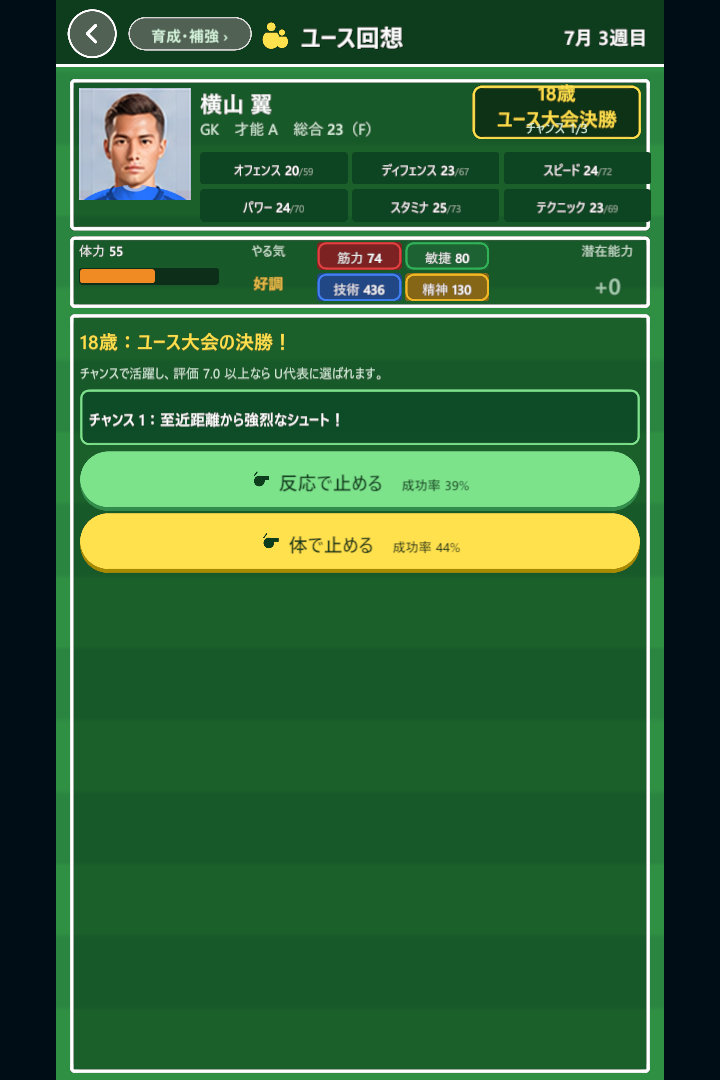 育成・補強 ›
ユース回想
7月 3週目
横山 翼
GK 才能 A 総合 23（F）
18歳
ユース大会決勝
チャンス 1/3
オフェンス 20/59
ディフェンス 23/67
スピード 24/72
パワー 24/70
スタミナ 25/73
テクニック 23/69
体力 55
やる気
好調
筋力 74
敏捷 80
技術 436
精神 130
潜在能力
+0
18歳：ユース大会の決勝！
チャンスで活躍し、評価 7.0 以上なら U代表に選ばれます。
チャンス 1：至近距離から強烈なシュート！
反応で止める 成功率 39%
体で止める 成功率 44%